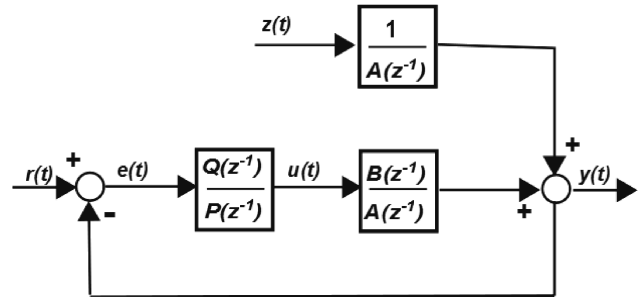 z(t)
1
A(z⁻¹)
+
+
r(t)
e(t)
Q(z⁻¹)
P(z⁻¹)
u(t)
B(z⁻¹)
A(z⁻¹)
+
y(t)
-